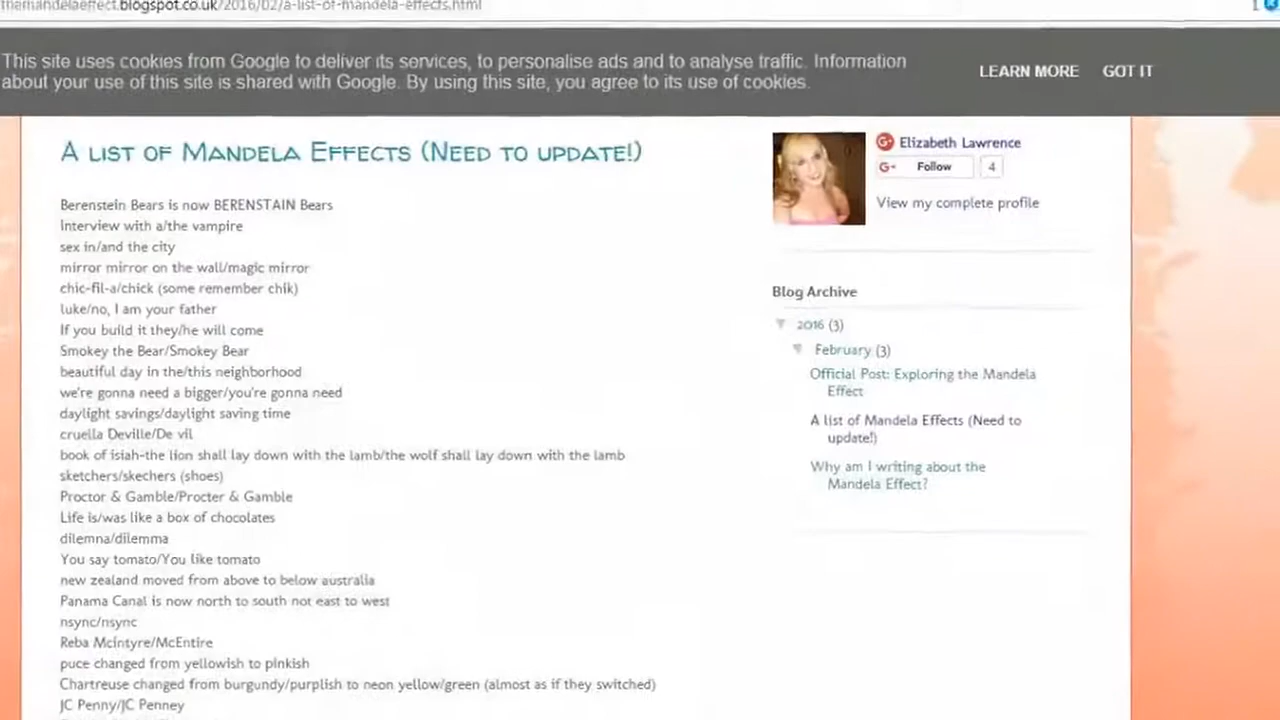 themandelaeffect.blogspot.co.uk/2016/02/a-list-of-mandela-effects.html
This site uses cookies from Google to deliver its services, to personalise ads and to analyse traffic. Information
about your use of this site is shared with Google. By using this site, you agree to its use of cookies.
LEARN MORE GOT IT
A LIST OF MANDELA EFFECTS (NEED TO UPDATE!)
Berenstein Bears is now BERENSTAIN Bears
Interview with a/the vampire
sex in/and the city
mirror mirror on the wall/magic mirror
chic-fil-a/chick (some remember chik)
luke/no, I am your father
If you build it they/he will come
Smokey the Bear/Smokey Bear
beautiful day in the/this neighborhood
we're gonna need a bigger/you're gonna need
daylight savings/daylight saving time
cruella Deville/De vil
book of isiah-the lion shall lay down with the lamb/the wolf shall lay down with the lamb
sketchers/skechers (shoes)
Proctor & Gamble/Procter & Gamble
Life is/was like a box of chocolates
dilemna/dilemma
You say tomato/You like tomato
new zealand moved from above to below australia
Panama Canal is now north to south not east to west
nsync/nsync
Reba Mcintyre/McEntire
puce changed from yellowish to pinkish
Chartreuse changed from burgundy/purplish to neon yellow/green (almost as if they switched)
JC Penny/JC Penney
Elizabeth Lawrence
G+ Follow 4
View my complete profile
Blog Archive
2016 (3)
February (3)
Official Post: Exploring the Mandela
Effect
A list of Mandela Effects (Need to
update!)
Why am I writing about the
Mandela Effect?